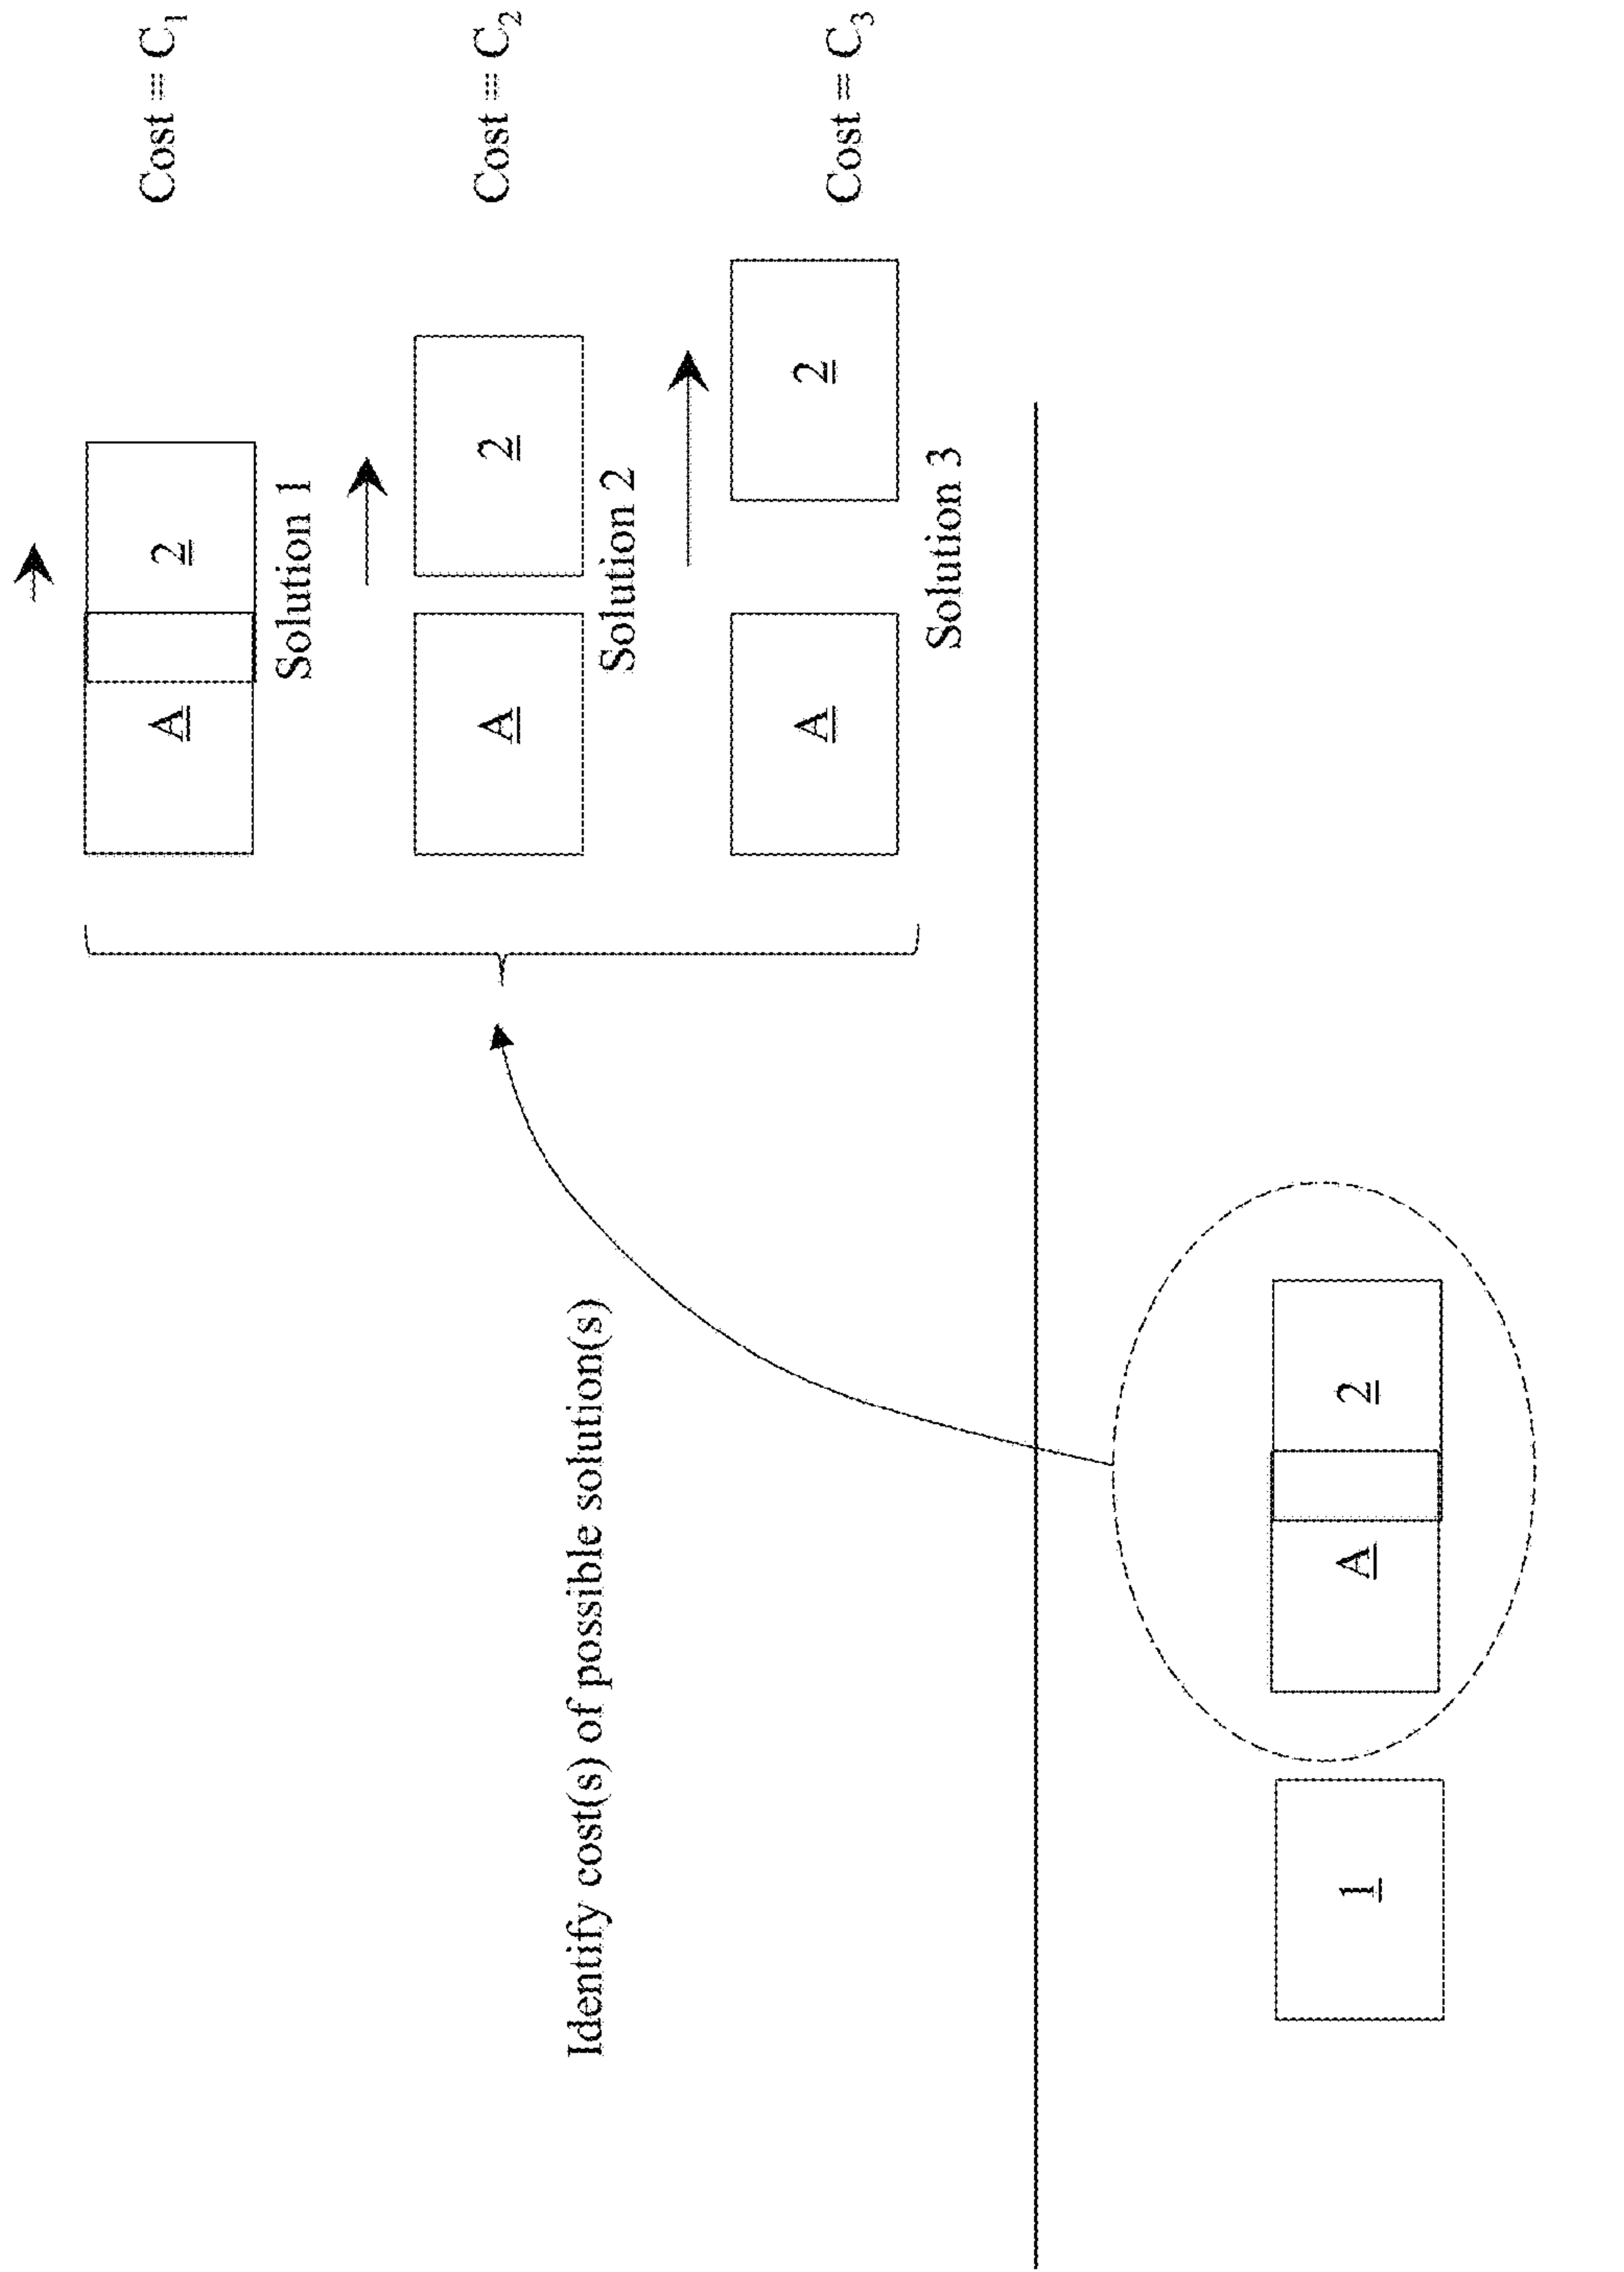 A 2 Cost = C₁
Solution 1
A 2 Cost = C₂
Solution 2
Identify cost(s) of possible solution(s)
A 2 Cost = C₃
Solution 3
1 A 2